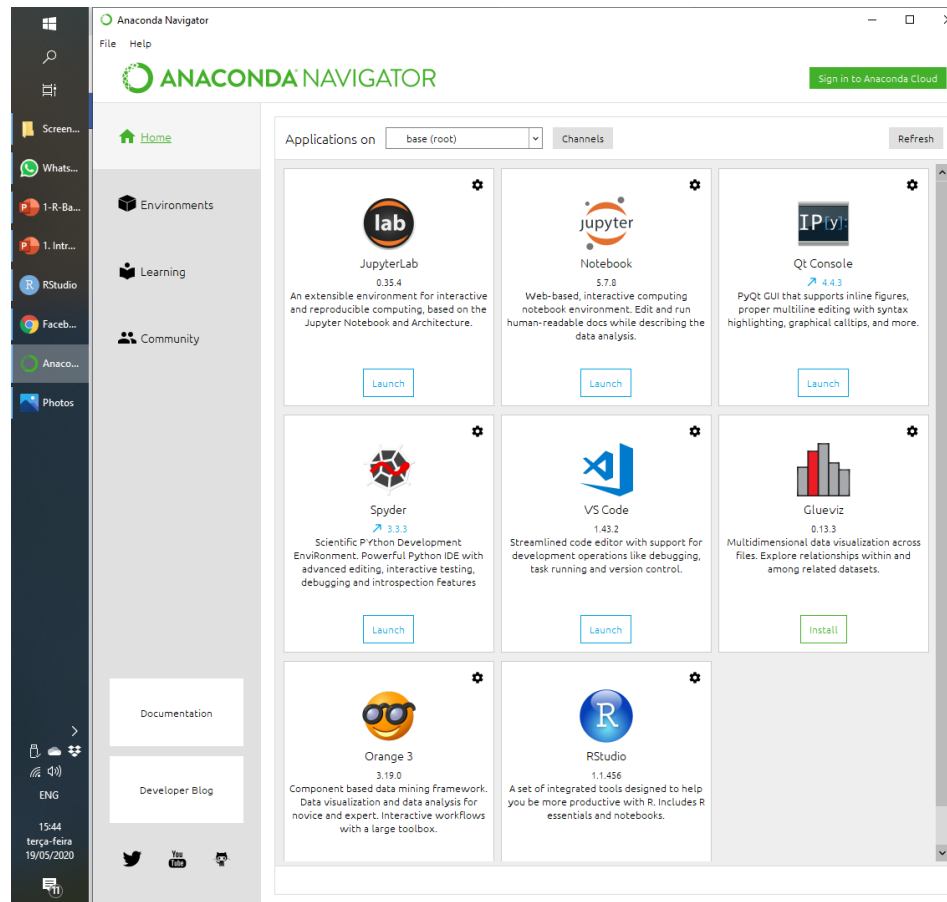 Anaconda Navigator
File Help
ANACONDA NAVIGATOR
Sign in to Anaconda Cloud
Screen...
Whats...
1-R-Ba...
1. Intr...
RStudio
Faceb...
Anaco...
Photos
ENG
15:44
terça-feira
19/05/2020
11
Home
Environments
Learning
Community
Documentation
Developer Blog
You
Tube
Applications on base (root) Channels Refresh
lab
JupyterLab
0.35.4
An extensible environment for interactive
and reproducible computing, based on the
Jupyter Notebook and Architecture.
Launch
jupyter
Notebook
5.7.8
Web-based, interactive computing
notebook environment. Edit and run
human-readable docs while describing the
data analysis.
Launch
IP[y]:
Qt Console
4.4.3
PyQt GUI that supports inline figures,
proper multiline editing with syntax
highlighting, graphical calltips, and more.
Launch
Spyder
3.3.3
Scientific PYthon Development
EnviRonment. Powerful Python IDE with
advanced editing, interactive testing,
debugging and introspection features
Launch
VS Code
1.43.2
Streamlined code editor with support for
development operations like debugging,
task running and version control.
Launch
Glueviz
0.13.3
Multidimensional data visualization across
files. Explore relationships within and
among related datasets.
Install
Orange 3
3.19.0
Component based data mining framework.
Data visualization and data analysis for
novice and expert. Interactive workflows
with a large toolbox.
R
RStudio
1.1.456
A set of integrated tools designed to help
you be more productive with R. Includes R
essentials and notebooks.